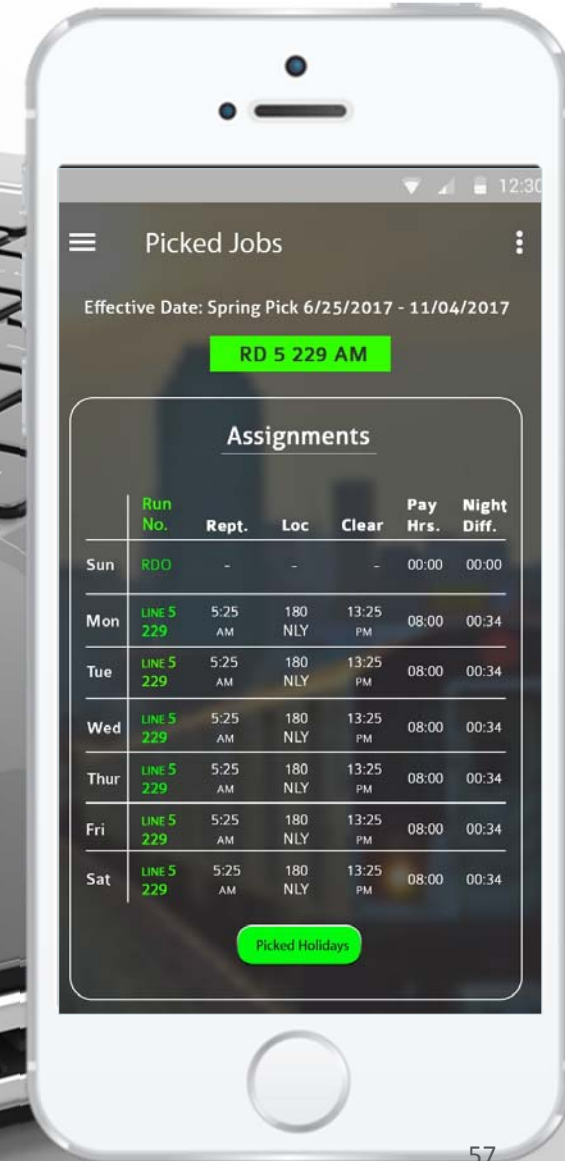 12:30
Picked Jobs
Effective Date: Spring Pick 6/25/2017 - 11/04/2017
RD 5 229 AM
Assignments
Run No. Rept. Loc Clear Pay Hrs. Night Diff.
Sun RDO - - - 00:00 00:00
Mon LINE 5 229 5:25 AM 180 NLY 13:25 PM 08:00 00:34
Tue LINE 5 229 5:25 AM 180 NLY 13:25 PM 08:00 00:34
Wed LINE 5 229 5:25 AM 180 NLY 13:25 PM 08:00 00:34
Thur LINE 5 229 5:25 AM 180 NLY 13:25 PM 08:00 00:34
Fri LINE 5 229 5:25 AM 180 NLY 13:25 PM 08:00 00:34
Sat LINE 5 229 5:25 AM 180 NLY 13:25 PM 08:00 00:34
Picked Holidays
57